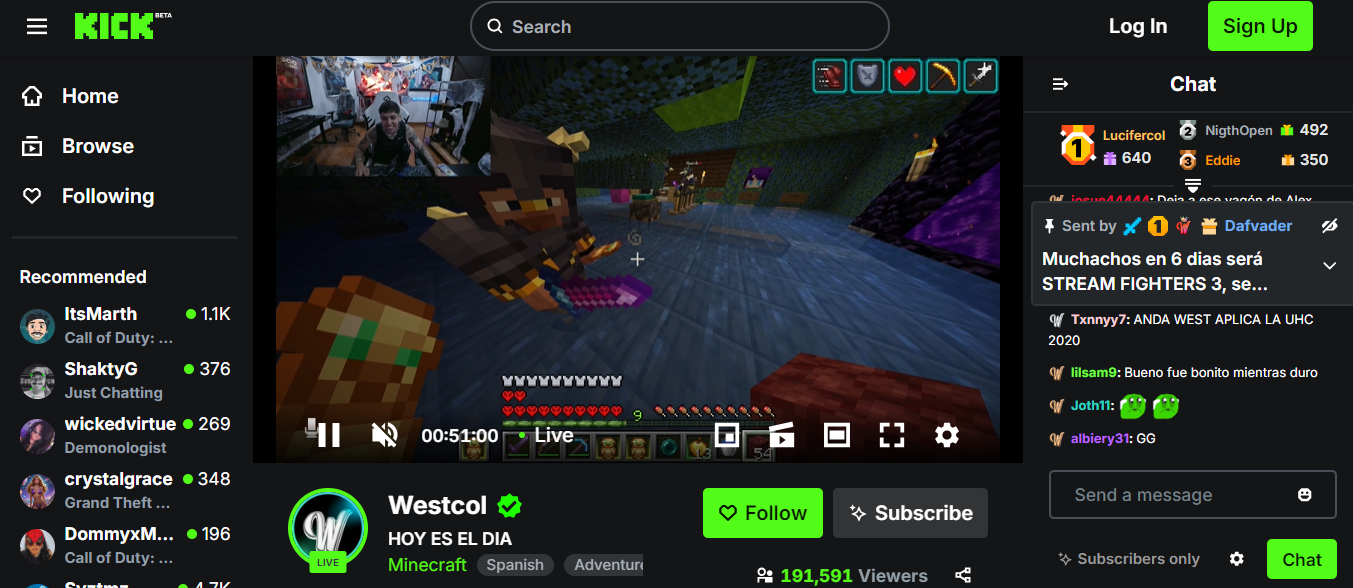 KICK BETA
Search
Log In
Sign Up
Home
Browse
Following
Recommended
ItsMarth 1.1K
Call of Duty: ...
ShaktyG 376
Just Chatting
wickedvirtue 269
Demonologist
crystalgrace 348
Grand Theft ...
DommyxM... 196
Call of Duty: ...
4.7K
9
13
54
00:51:00
Live
Westcol
HOY ES EL DIA
Minecraft Spanish Adventure
LIVE
Follow
Subscribe
191,591 Viewers
Chat
1 Lucifercol
640
2 NigthOpen 492
3 Eddie 350
josue44444: Deja a ese vagón de Alex
Sent by 1 Dafvader
Muchachos en 6 dias será
STREAM FIGHTERS 3, se...
Txnnyy7: ANDA WEST APLICA LA UHC
2020
lilsam9: Bueno fue bonito mientras duro
Joth11:
albiery31: GG
Send a message
Subscribers only
Chat